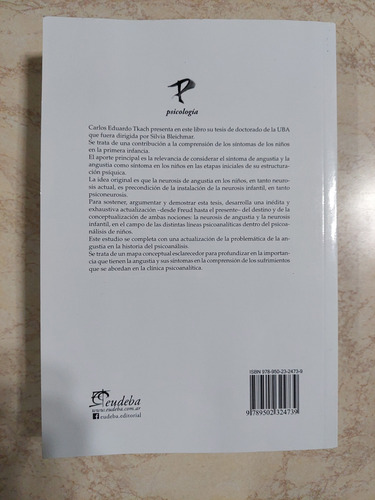 P
psicología
Carlos Eduardo Tkach presenta en este libro su tesis de doctorado de la UBA
que fuera dirigida por Silvia Bleichmar.
Se trata de una contribución a la comprensión de los síntomas de los niños
en la primera infancia.
El aporte principal es la relevancia de considerar el síntoma de angustia y la
angustia como síntoma en los niños en las etapas iniciales de su estructura-
ción psíquica.
La idea original es que la neurosis de angustia en los niños, en tanto neuro-
sis actual, es precondición de la instalación de la neurosis infantil, en tanto
psiconeurosis.
Para sostener, argumentar y demostrar esta tesis, desarrolla una inédita y
exhaustiva actualización -desde Freud hasta el presente- del destino y de la
conceptualización de ambas nociones: la neurosis de angustia y la neurosis
infantil, en el campo de las distintas líneas psicoanalíticas dentro del psicoa-
nálisis de niños.
Este estudio se completa con una actualización de la problemática de la an-
gustia en la historia del psicoanálisis.
Se trata de un mapa conceptual esclarecedor para profundizar en la importan-
cia que tienen la angustia y sus síntomas en la comprensión de los sufrimientos
que se abordan en la clínica psicoanalítica.
eudeba
www.eudeba.com.ar
eudeba.editorial
ISBN 978-950-23-2473-9
9 789502 324739